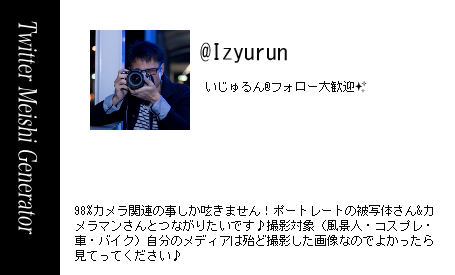 Twitter Meishi Generator
@Izyurun
いじゅるん@フォロー大歓迎✨
98%カメラ関連の事しか呟きません！ポートレートの被写体さん&カ
メラマンさんとつながりたいです♪撮影対象（風景人・コスプレ・
車・バイク）自分のメディアは殆ど撮影した画像なのでよかったら
見てってください♪